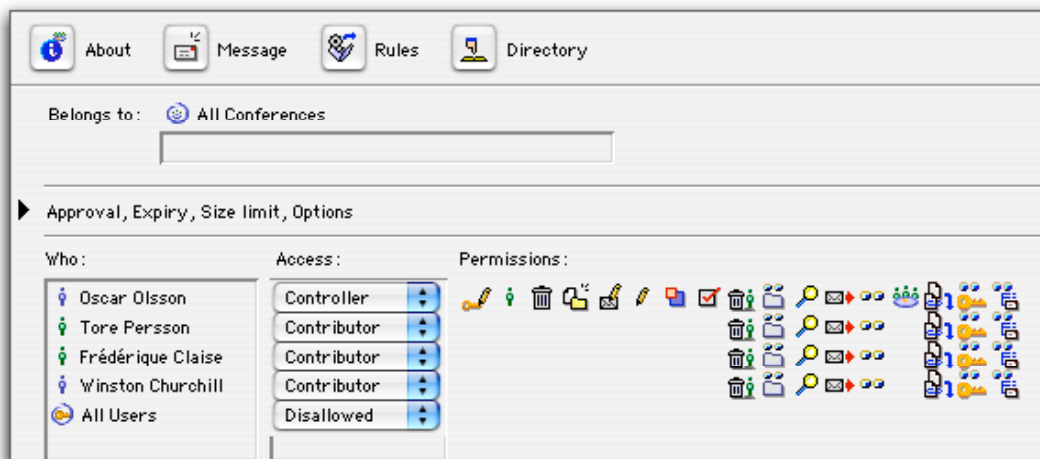 About Message Rules Directory
Belongs to: All Conferences
Approval, Expiry, Size limit, Options
Who: Access: Permissions:
Oscar Olsson Controller
Tore Persson Contributor
Frédérique Claise Contributor
Winston Churchill Contributor
All Users Disallowed